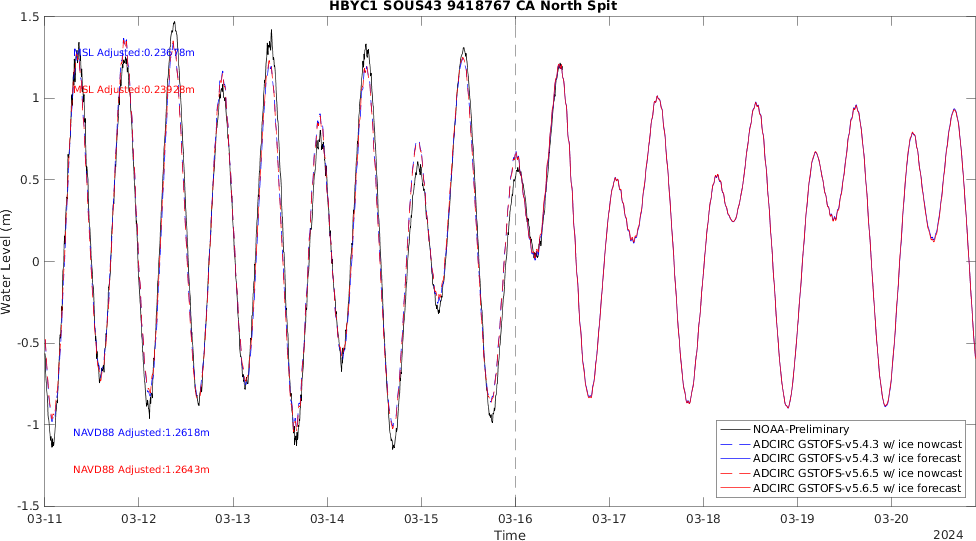 HBYC1 SOUS43 9418767 CA North Spit
1.5
1
0.5
0
-0.5
-1
-1.5
Water Level (m)
MSL Adjusted:0.23678m
MSL Adjusted:0.23928m
NAVD88 Adjusted:1.2618m
NAVD88 Adjusted:1.2643m
NOAA-Preliminary
ADCIRC GSTOFS-v5.4.3 w/ ice nowcast
ADCIRC GSTOFS-v5.4.3 w/ ice forecast
ADCIRC GSTOFS-v5.6.5 w/ ice nowcast
ADCIRC GSTOFS-v5.6.5 w/ ice forecast
03-11 03-12 03-13 03-14 03-15 03-16 03-17 03-18 03-19 03-20
Time
2024